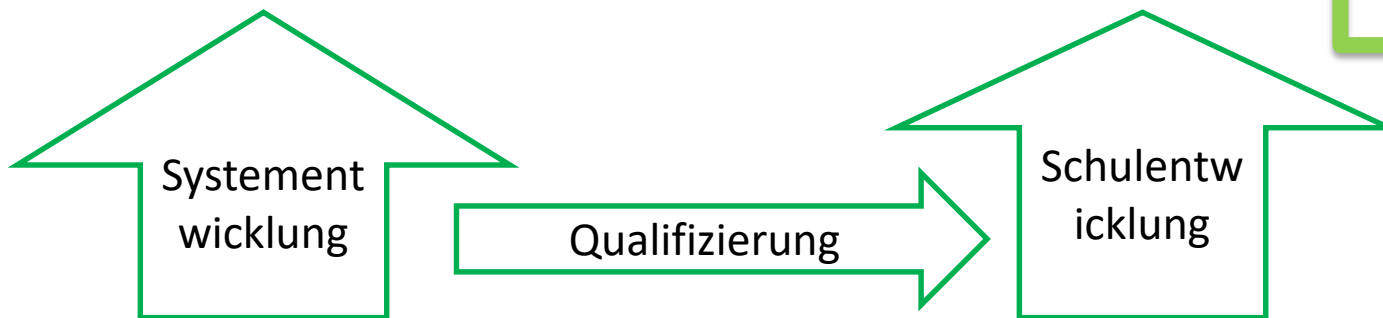 Systement
wicklung
Qualifizierung
Schulentw
icklung